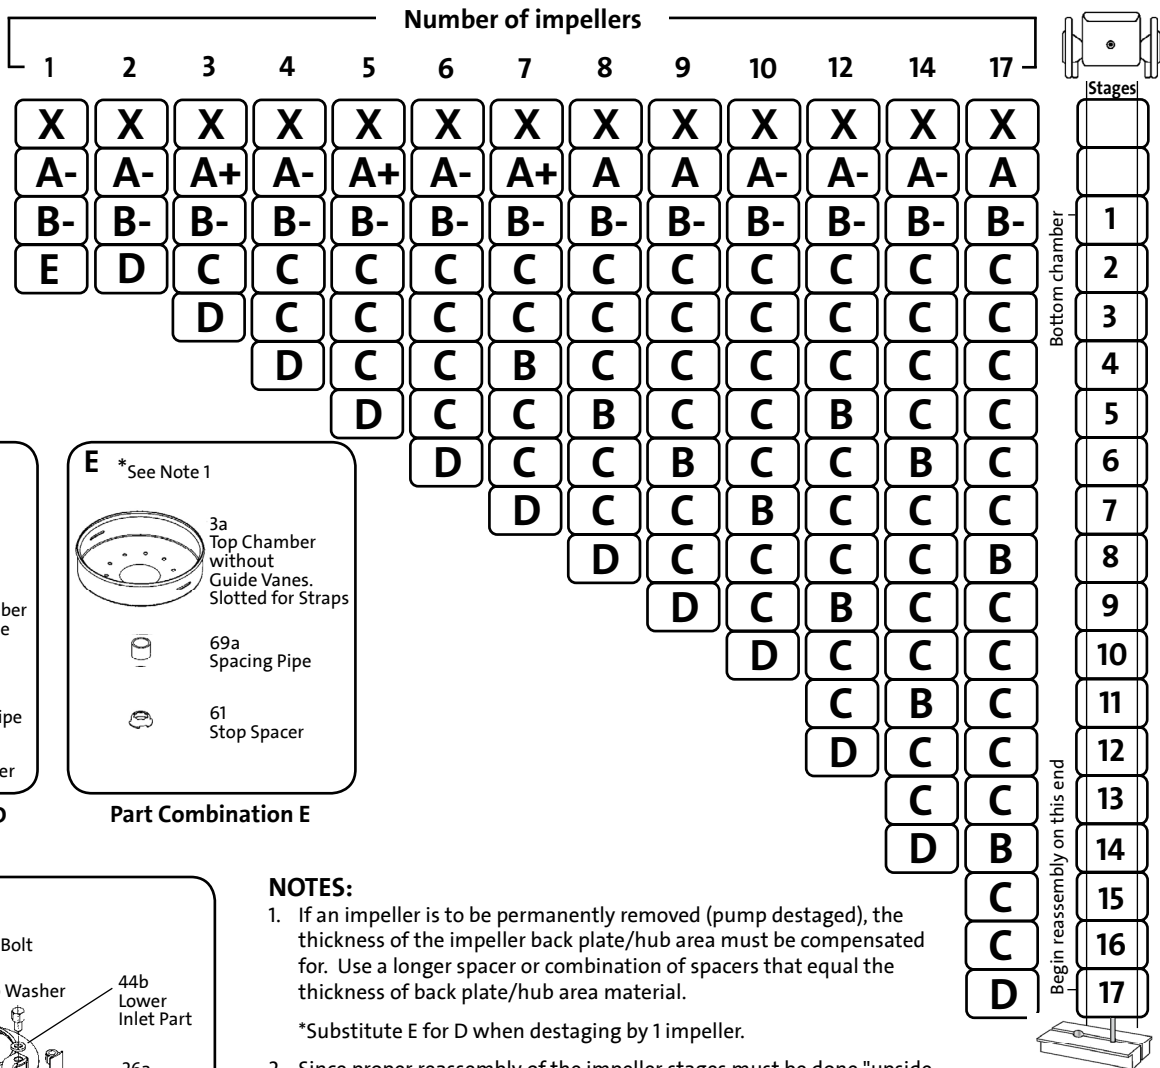 Number of impellers
1 2 3 4 5 6 7 8 9 10 12 14 17
Stages
X X X X X X X X X X X X X
A- A- A+ A- A+ A- A+ A A A- A- A- A
B- B- B- B- B- B- B- B- B- B- B- B- B- 1
E D C C C C C C C C C C C 2
D C C C C C C C C C C 3
D C C B C C C C C C 4
D C C B C C B C C 5
D C C B C C B C 6
D C C B C C C 7
D C C C C B 8
D C B C C 9
D C C C 10
C B C 11
D C C 12
C C 13
D B 14
C 15
C 16
D 17
Bottom chamber
Begin reassembly on this end
E *See Note 1
3a
Top Chamber
without
Guide Vanes.
Slotted for Straps
69a
Spacing Pipe
61
Stop Spacer
Part Combination E
Bolt
Washer
44b
Lower
Inlet Part
26a
NOTES:
1. If an impeller is to be permanently removed (pump destaged), the
thickness of the impeller back plate/hub area must be compensated
for. Use a longer spacer or combination of spacers that equal the
thickness of back plate/hub area material.
*Substitute E for D when destaging by 1 impeller.
2. Since proper reassembly of the impeller stages must be done "upside